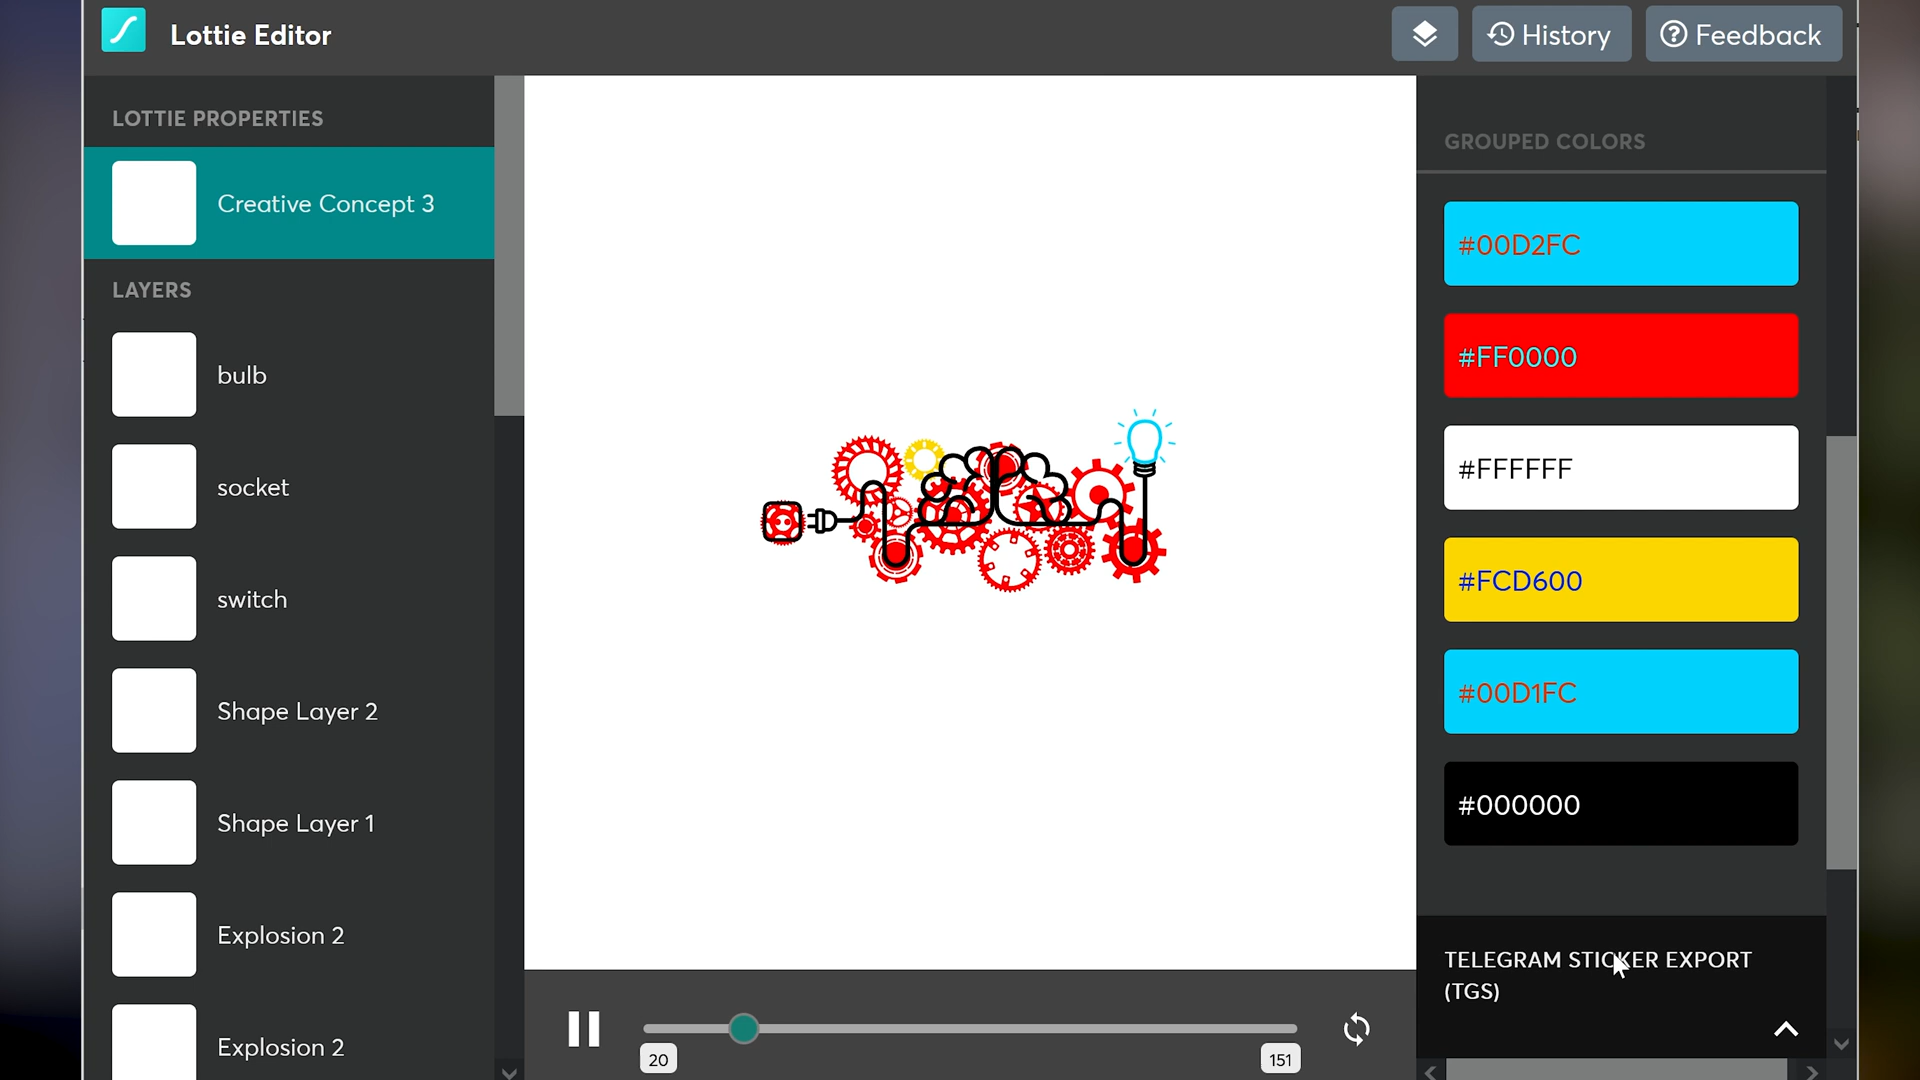 Lottie Editor
History
Feedback
LOTTIE PROPERTIES
Creative Concept 3
LAYERS
bulb
socket
switch
Shape Layer 2
Shape Layer 1
Explosion 2
Explosion 2
20
151
GROUPED COLORS
#00D2FC
#FF0000
#FFFFFF
#FCD600
#00D1FC
#000000
TELEGRAM STICKER EXPORT
(TGS)